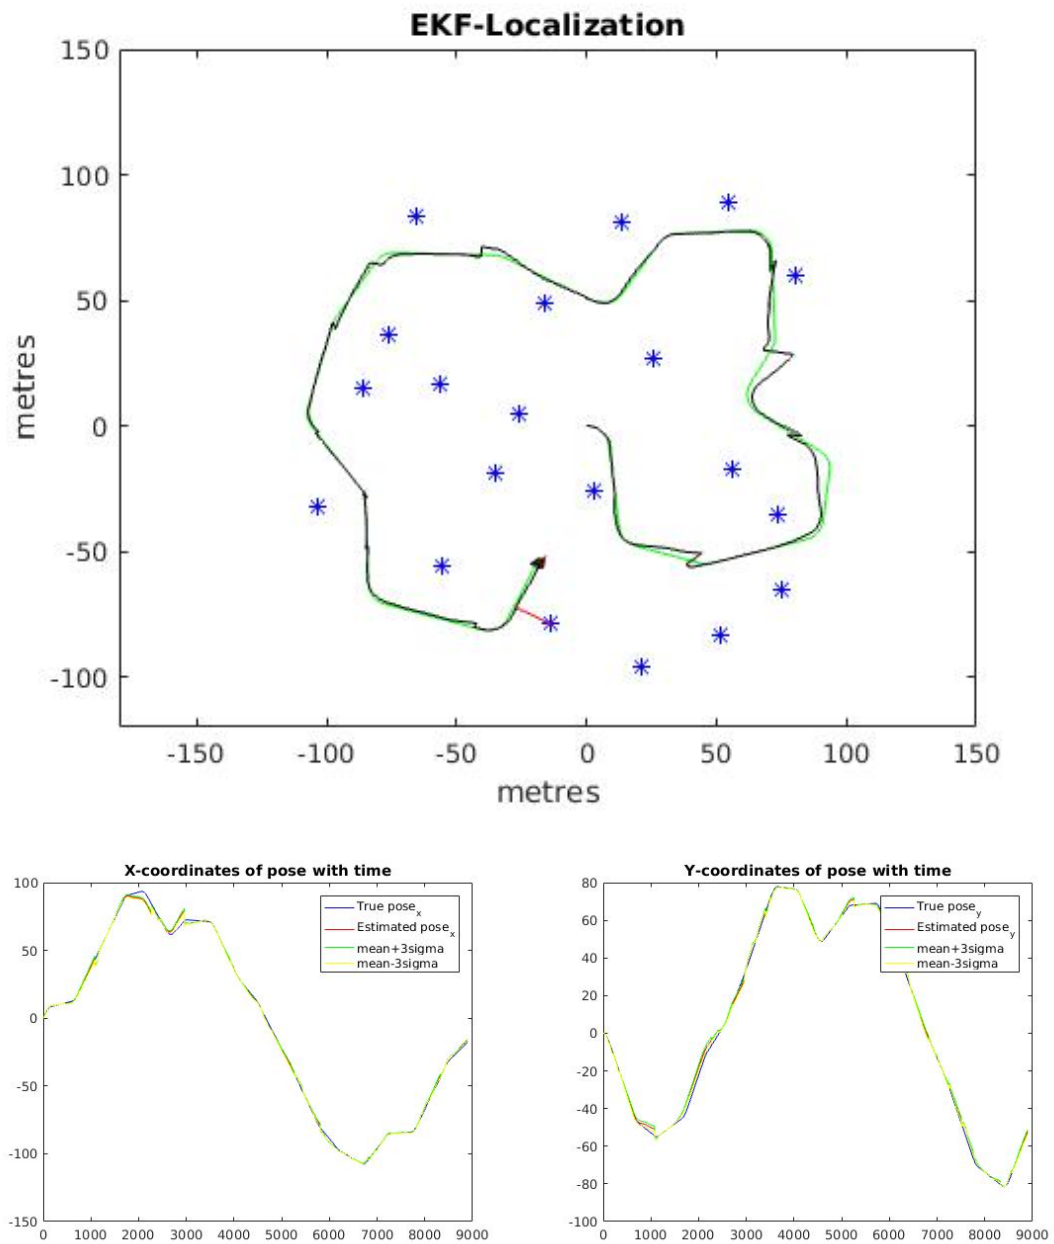 EKF-Localization
150
100
50
0
-50
-100
metres
-150 -100 -50 0 50 100 150
metres
X-coordinates of pose with time
100
50
0
-50
-100
-150
True pose_x
Estimated pose_x
mean+3sigma
mean-3sigma
0 1000 2000 3000 4000 5000 6000 7000 8000 9000
Y-coordinates of pose with time
80
60
40
20
0
-20
-40
-60
-80
-100
True pose_y
Estimated pose_y
mean+3sigma
mean-3sigma
0 1000 2000 3000 4000 5000 6000 7000 8000 9000